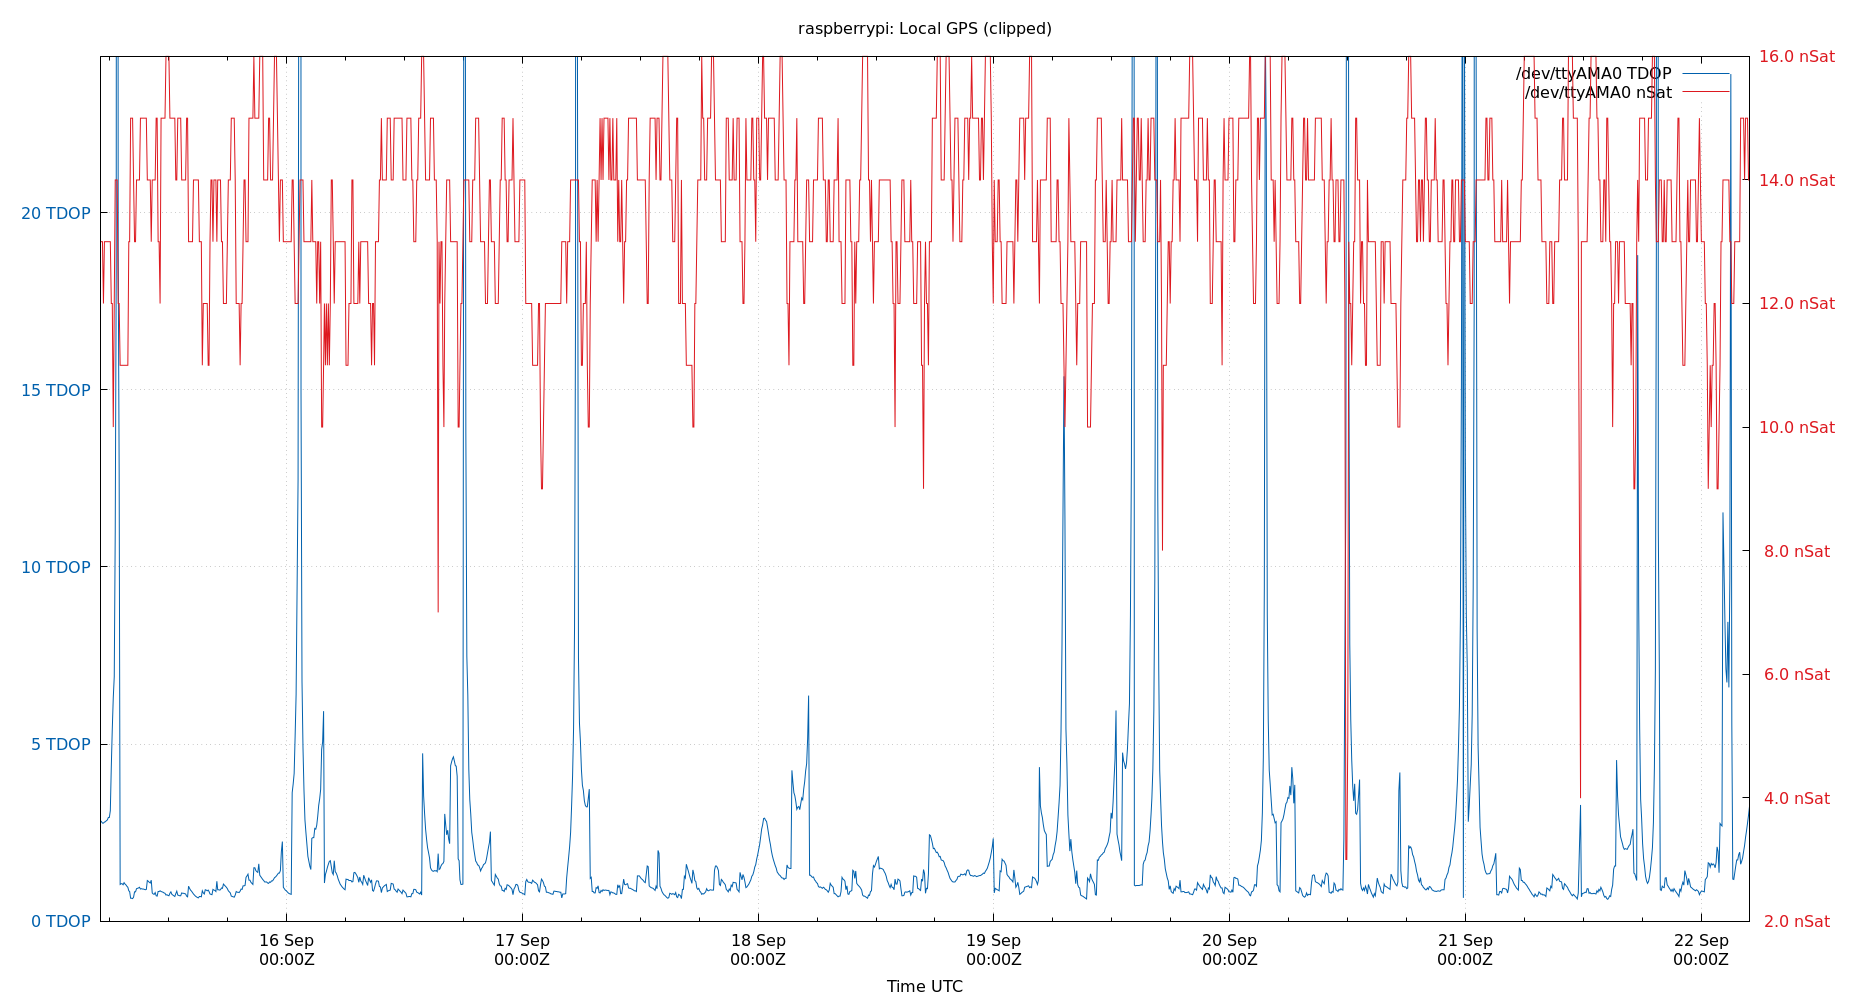 raspberrypi: Local GPS (clipped)
/dev/ttyAMA0 TDOP
/dev/ttyAMA0 nSat
20 TDOP
15 TDOP
10 TDOP
5 TDOP
0 TDOP
16.0 nSat
14.0 nSat
12.0 nSat
10.0 nSat
8.0 nSat
6.0 nSat
4.0 nSat
2.0 nSat
16 Sep
00:00Z
17 Sep
00:00Z
18 Sep
00:00Z
19 Sep
00:00Z
20 Sep
00:00Z
21 Sep
00:00Z
22 Sep
00:00Z
Time UTC